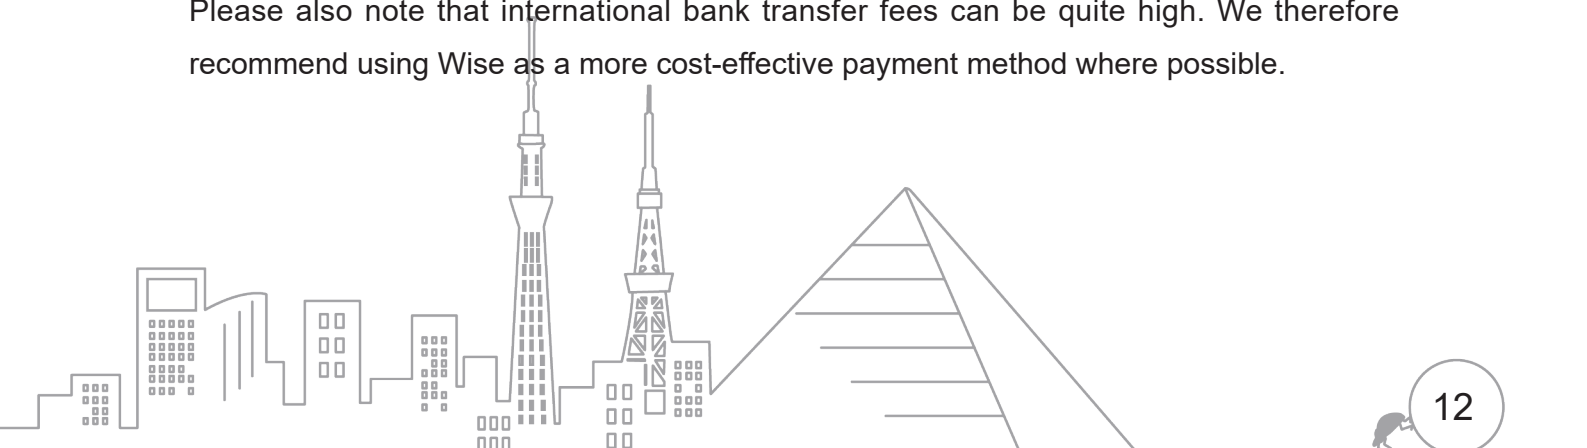 Please also note that international bank transfer fees can be quite high. We therefore
recommend using Wise as a more cost-effective payment method where possible.
12